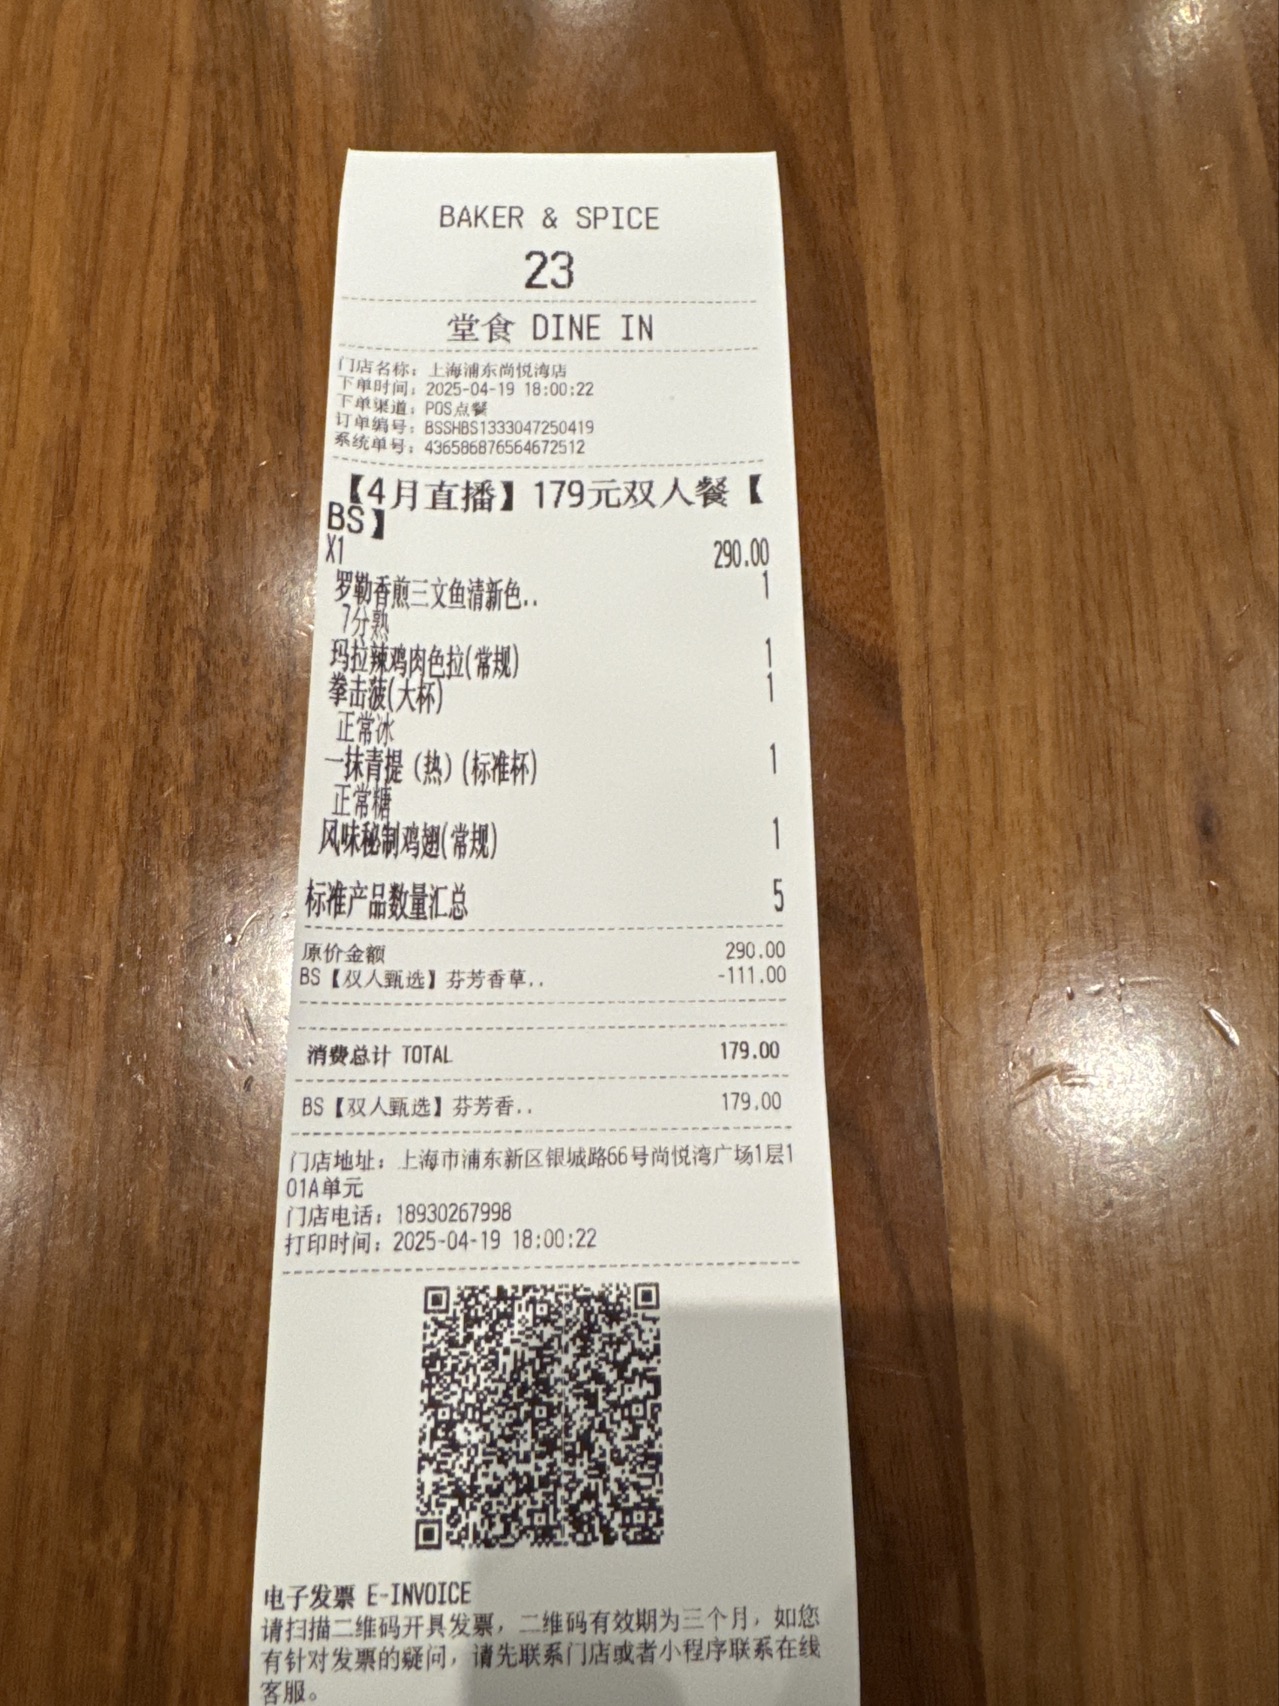 BAKER & SPICE
23
堂食 DINE IN
门店名称：上海浦东尚悦湾店
下单时间：2025-04-19 18:00:22
下单渠道：POS点餐
订单编号：BSSHBS1333047250419
系统单号：436586876564672512
【4月直播】179元双人餐【
BS】
X1 290.00
罗勒香煎三文鱼清新色.. 1
7分熟
玛拉辣鸡肉色拉(常规) 1
拳击菠(大杯) 1
正常冰
一抹青提（热）(标准杯) 1
正常糖
风味秘制鸡翅(常规) 1
标准产品数量汇总 5
原价金额 290.00
BS【双人甄选】芬芳香草.. -111.00
消费总计 TOTAL 179.00
BS【双人甄选】芬芳香.. 179.00
门店地址：上海市浦东新区银城路66号尚悦湾广场1层1
01A单元
门店电话：18930267998
打印时间：2025-04-19 18:00:22
电子发票 E-INVOICE
请扫描二维码开具发票，二维码有效期为三个月，如您
有针对发票的疑问，请先联系门店或者小程序联系在线
客服。